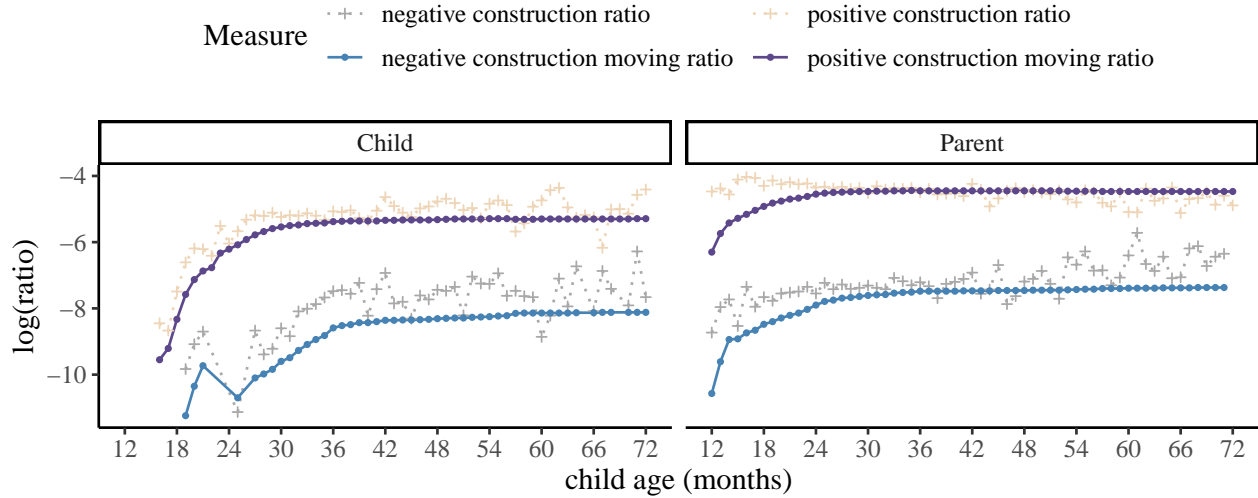 Measure
negative construction ratio
positive construction ratio
negative construction moving ratio
positive construction moving ratio
Child
Parent
log(ratio)
−4
−6
−8
−10
12 18 24 30 36 42 48 54 60 66 72
12 18 24 30 36 42 48 54 60 66 72
child age (months)